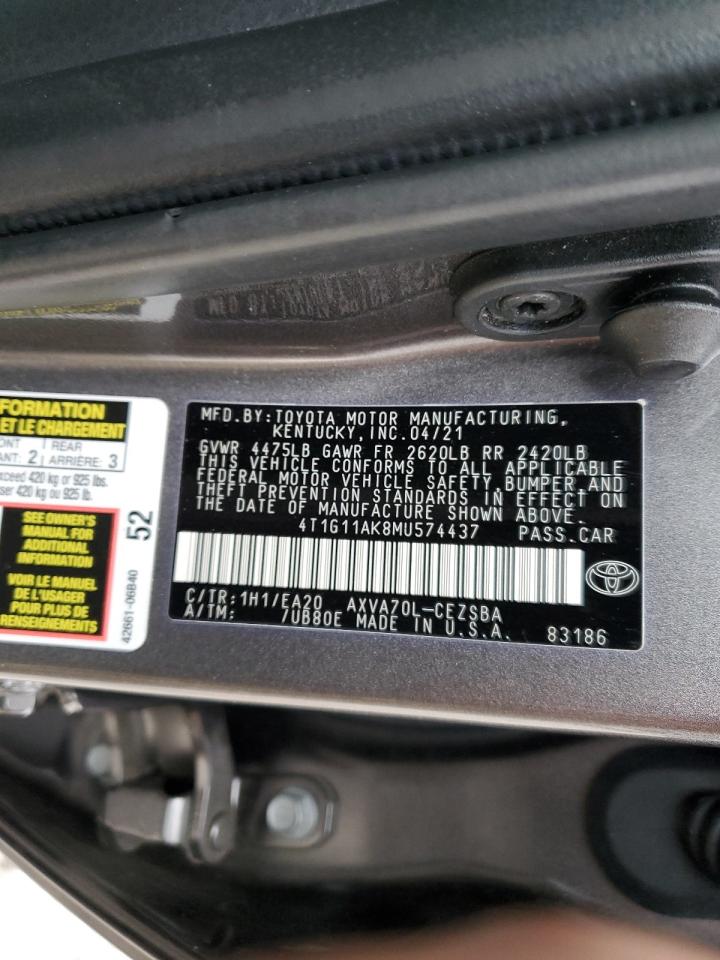 FORMATION
ET LE CHARGEMENT
REAR
2 ARRIÈRE: 3
exceed 420 kg or 925 lbs.
420 kg ou 925 lb.
SEE OWNER'S
MANUAL FOR
ADDITIONAL
INFORMATION
VOIR LE MANUEL
DE L'USAGER
POUR PLUS DE
RENSEIGNEMENTS
52
42661-06B40
MFD.BY:TOYOTA MOTOR MANUFACTURING,
KENTUCKY,INC.04/21
GVWR 4475LB GAWR FR 2620LB RR 2420LB
THIS VEHICLE CONFORMS TO ALL APPLICABLE
FEDERAL MOTOR VEHICLE SAFETY,BUMPER,AND
THEFT PREVENTION STANDARDS IN EFFECT ON
THE DATE OF MANUFACTURE SHOWN ABOVE.
4T1G11AK8MU574437 PASS.CAR
C/TR:1H1/EA20 AXVA70L-CEZSBA
A/TM: 7UB80E MADE IN U.S.A. 83186